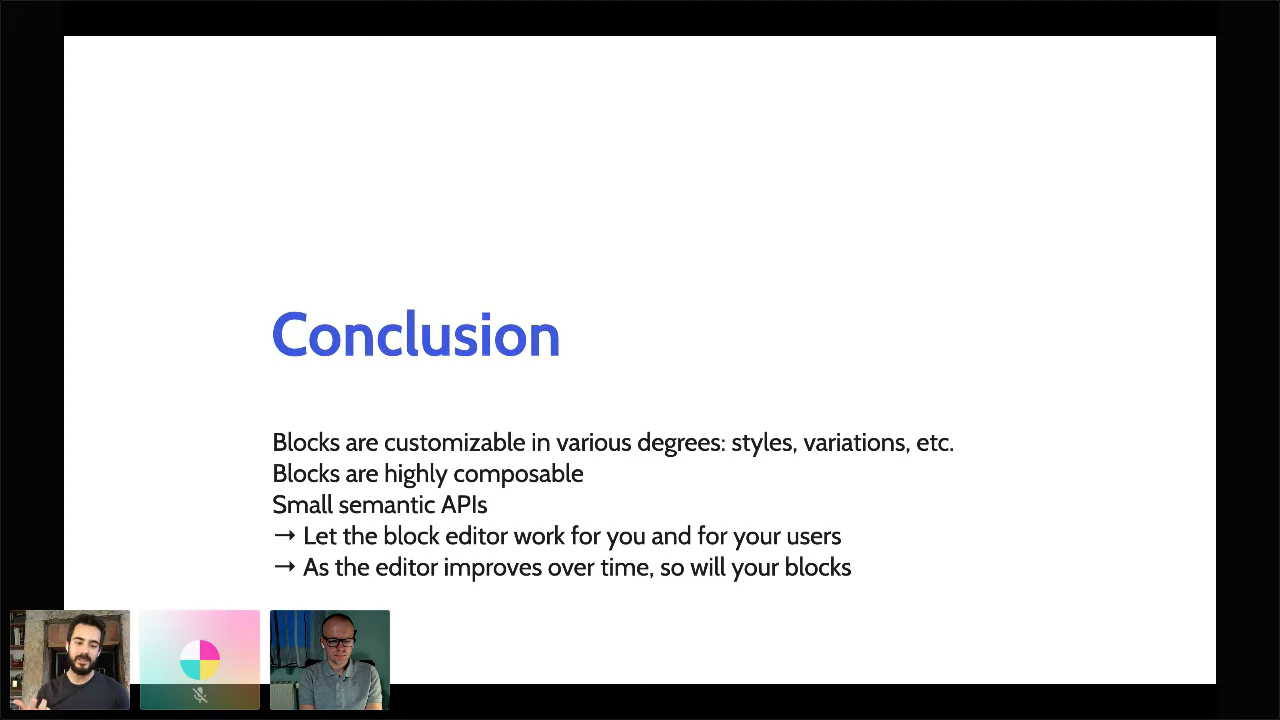 Conclusion
Blocks are customizable in various degrees: styles, variations, etc.
Blocks are highly composable
Small semantic APIs
→ Let the block editor work for you and for your users
→ As the editor improves over time, so will your blocks